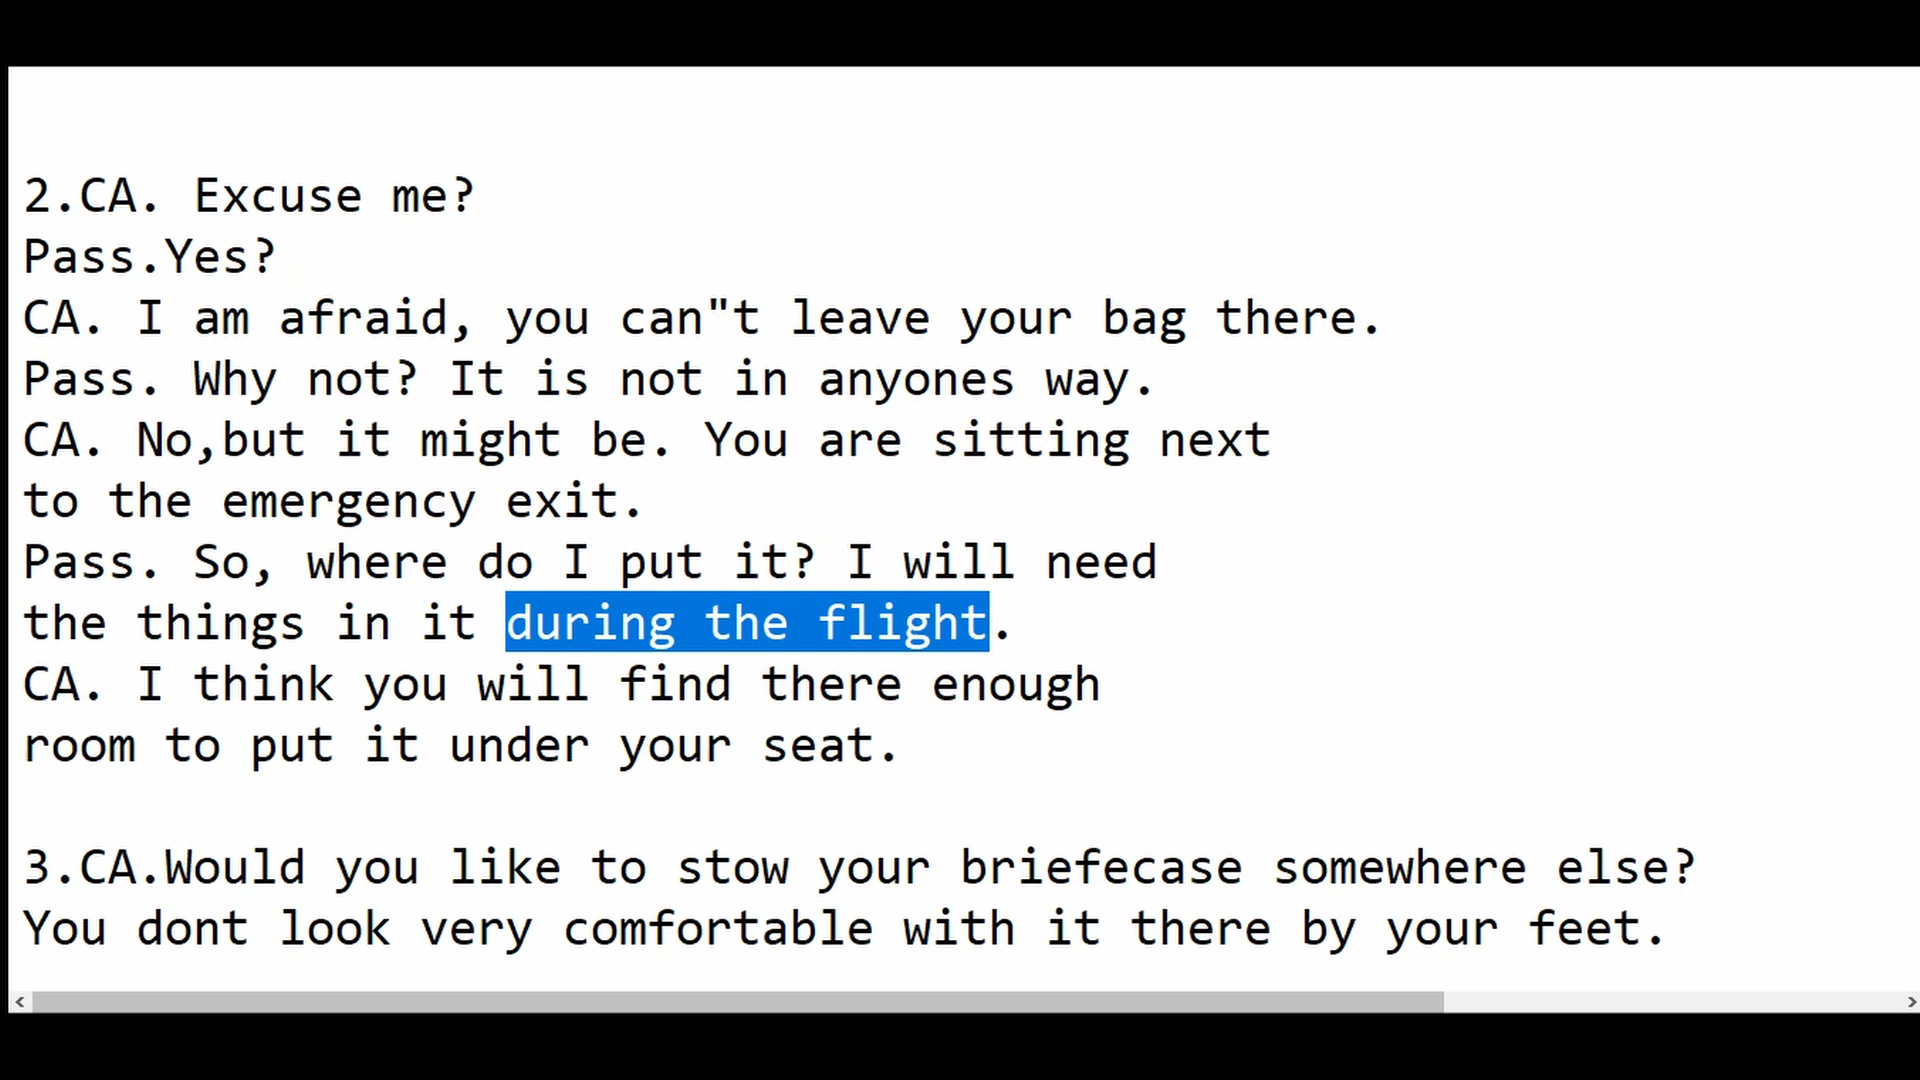 2.CA. Excuse me?
Pass.Yes?
CA. I am afraid, you can"t leave your bag there.
Pass. Why not? It is not in anyones way.
CA. No,but it might be. You are sitting next
to the emergency exit.
Pass. So, where do I put it? I will need
the things in it during the flight.
CA. I think you will find there enough
room to put it under your seat.
3.CA.Would you like to stow your briefecase somewhere else?
You dont look very comfortable with it there by your feet.